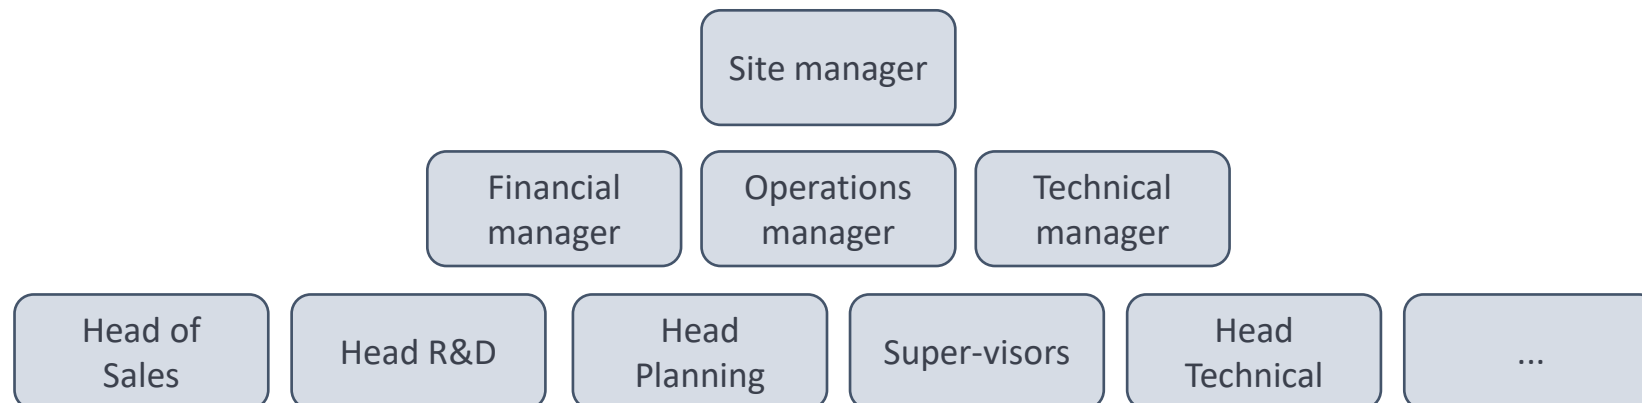 Site manager
Financial
manager
Operations
manager
Technical
manager
Head of
Sales
Head R&D
Head
Planning
Super-visors
Head
Technical
...